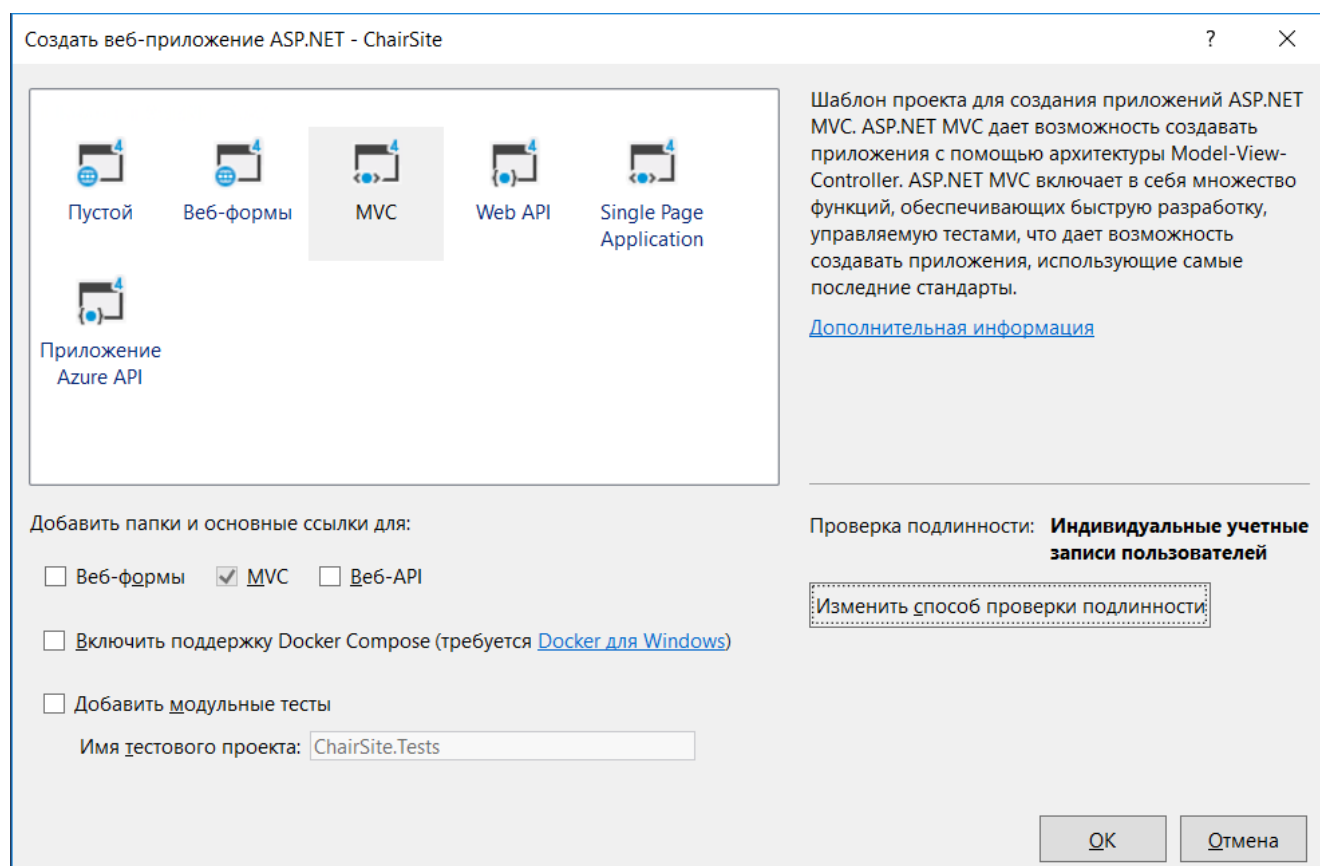 Создать веб-приложение ASP.NET - ChairSite
?
Пустой
Веб-формы
MVC
Web API
Single Page
Application
Приложение
Azure API
Шаблон проекта для создания приложений ASP.NET
MVC. ASP.NET MVC дает возможность создавать
приложения с помощью архитектуры Model-View-
Controller. ASP.NET MVC включает в себя множество
функций, обеспечивающих быструю разработку,
управляемую тестами, что дает возможность
создавать приложения, использующие самые
последние стандарты.
Дополнительная информация
Добавить папки и основные ссылки для:
Веб-формы MVC Веб-API
Включить поддержку Docker Compose (требуется Docker для Windows)
Добавить модульные тесты
Имя тестового проекта: ChairSite.Tests
Проверка подлинности: Индивидуальные учетные
записи пользователей
Изменить способ проверки подлинности
OK
Отмена